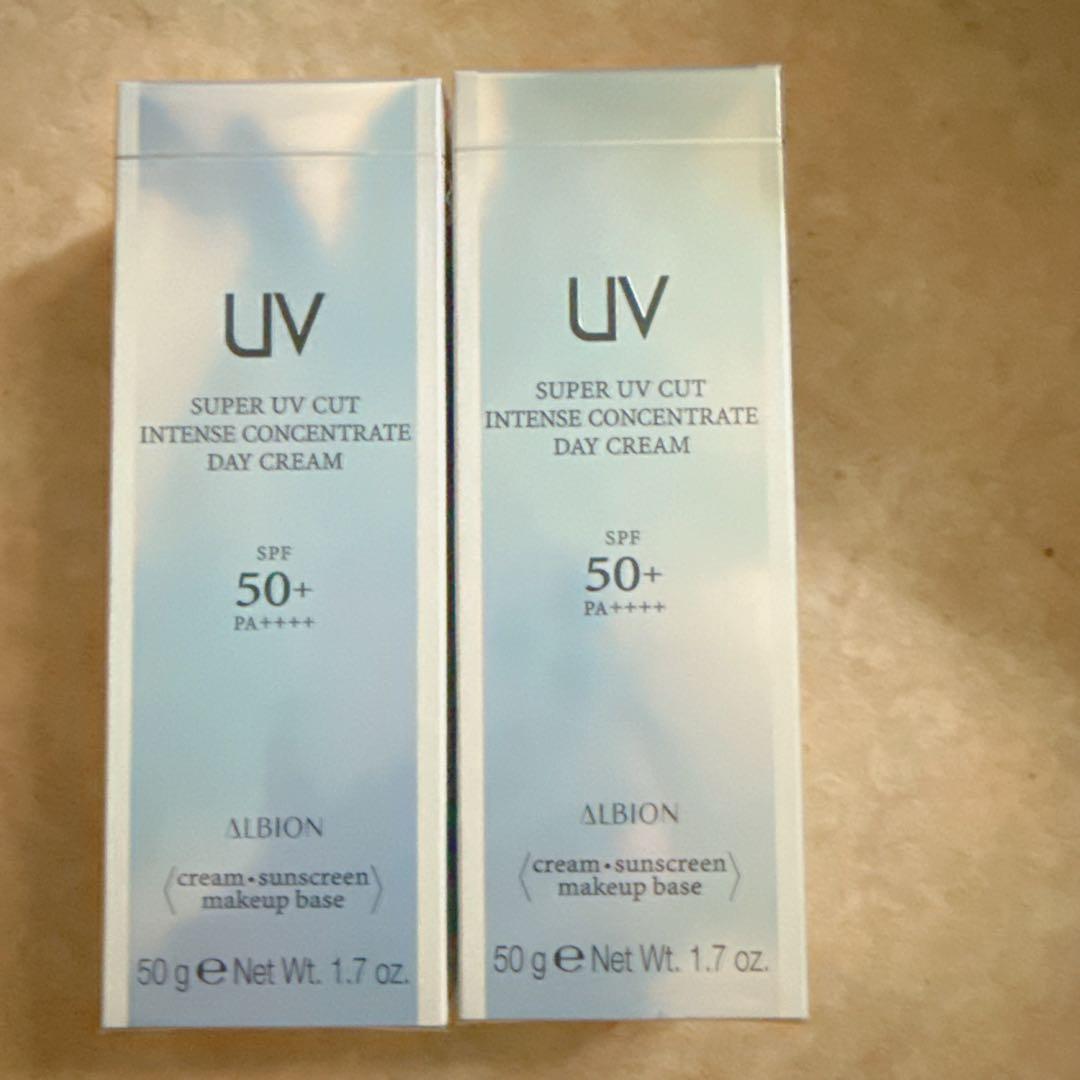 UV
SUPER UV CUT
INTENSE CONCENTRATE
DAY CREAM
SPF
50+
PA++++
ALBION
〈cream•sunscreen
makeup base〉
50 g ℮ Net Wt. 1.7 oz.
UV
SUPER UV CUT
INTENSE CONCENTRATE
DAY CREAM
SPF
50+
PA++++
ALBION
〈cream•sunscreen
makeup base〉
50 g ℮ Net Wt. 1.7 oz.